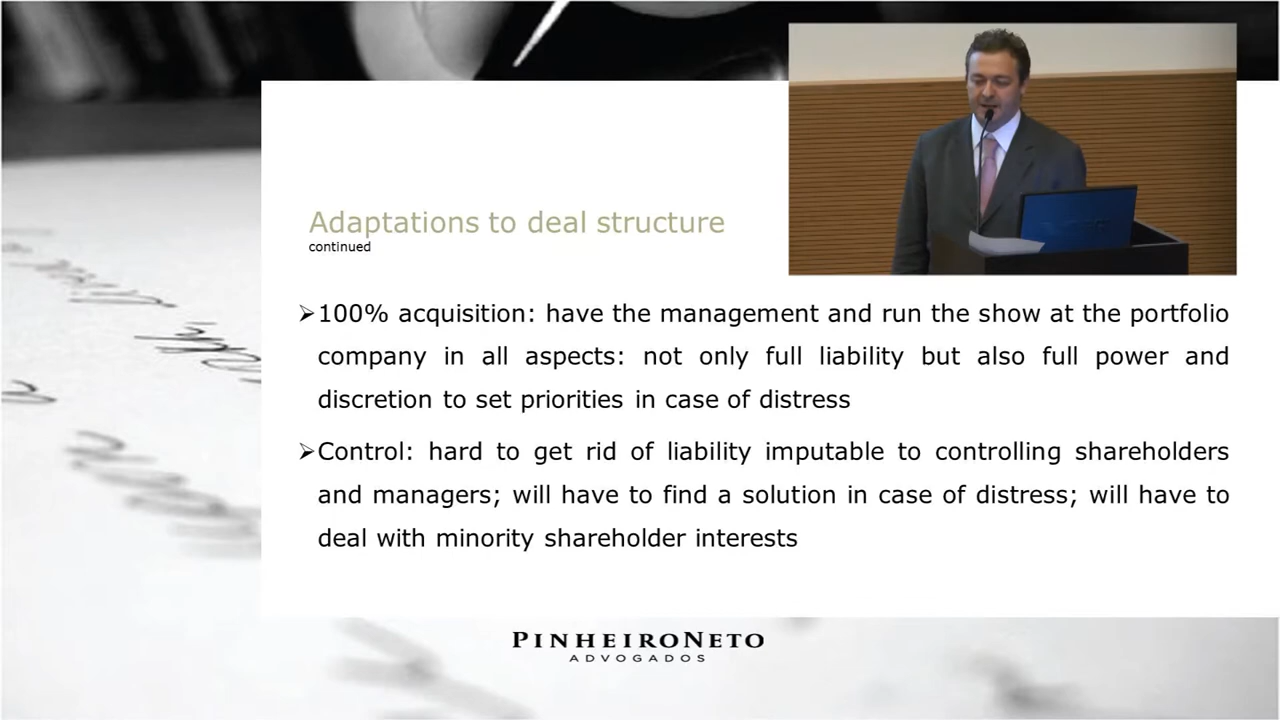 Adaptations to deal structure
continued
➢100% acquisition: have the management and run the show at the portfolio
company in all aspects: not only full liability but also full power and
discretion to set priorities in case of distress
➢Control: hard to get rid of liability imputable to controlling shareholders
and managers; will have to find a solution in case of distress; will have to
deal with minority shareholder interests
PINHEIRONETO
ADVOGADOS